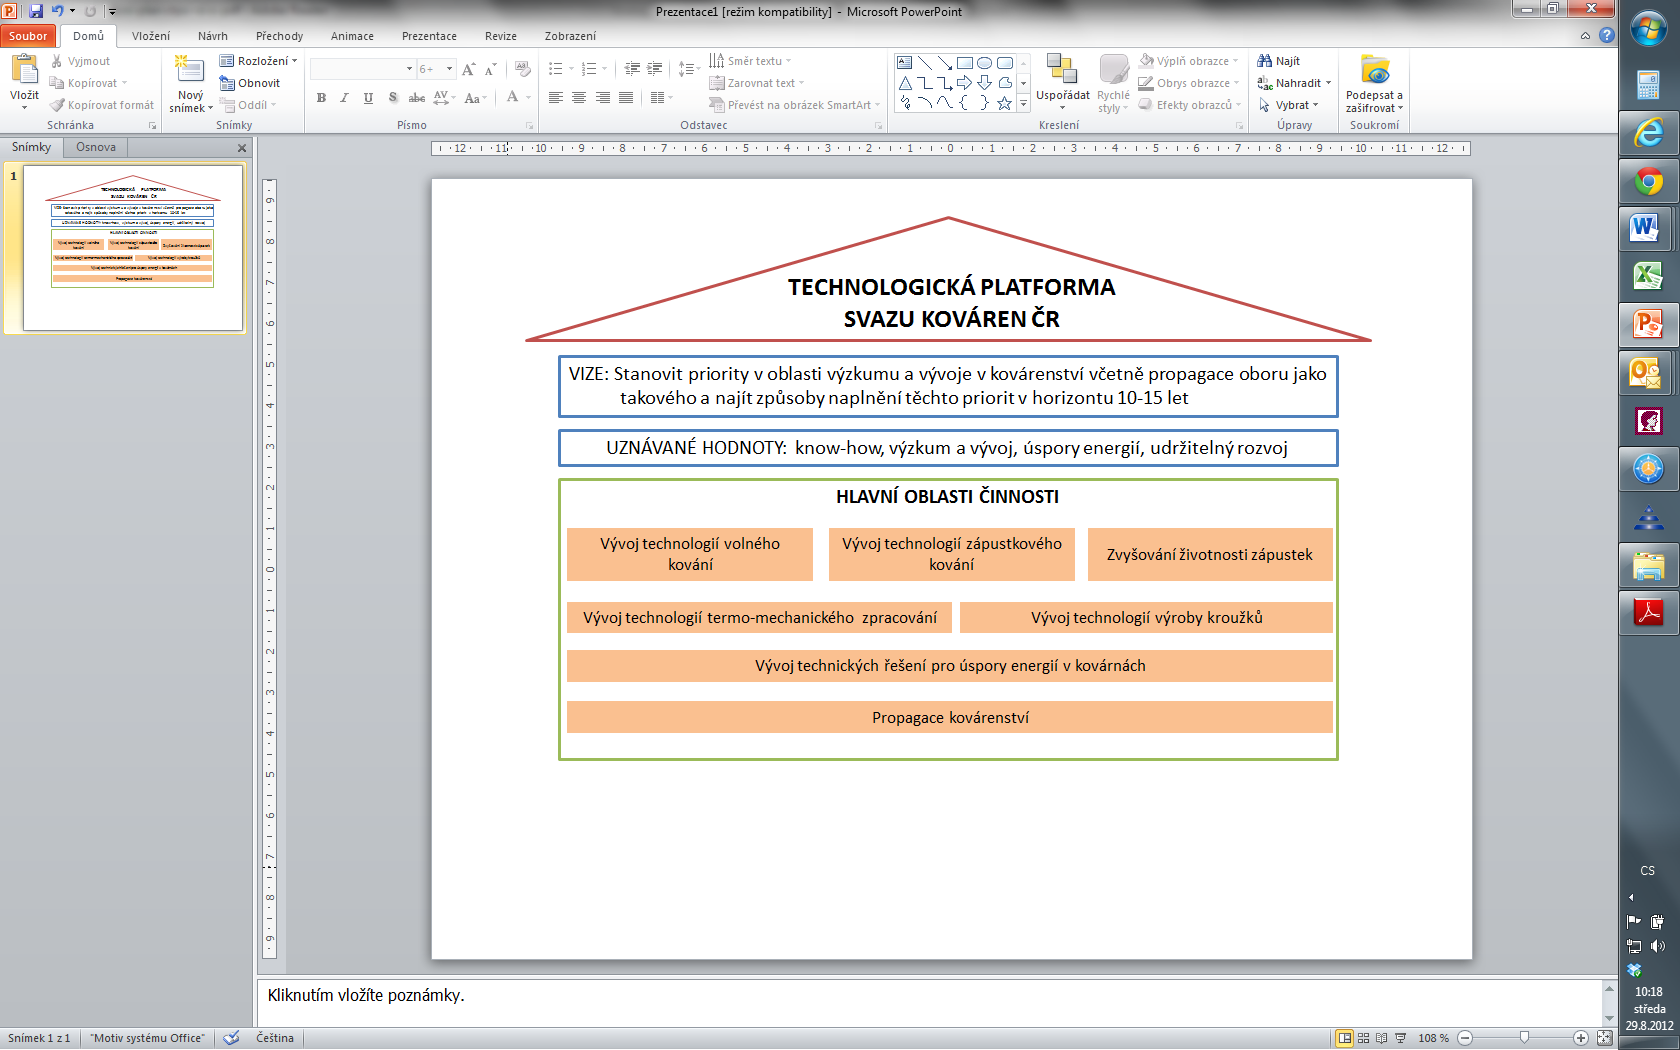 Prezentace1 [režim kompatibility] - Microsoft PowerPoint
Soubor Domů Vložení Návrh Přechody Animace Prezentace Revize Zobrazení
Vložit
Vyjmout
Kopírovat
Kopírovat formát
Schránka
Nový snímek
Rozložení
Obnovit
Oddíl
Snímky
6+
Písmo
Směr textu
Zarovnat text
Převést na obrázek SmartArt
Odstavec
Uspořádat
Rychlé styly
Výplň obrazce
Obrys obrazce
Efekty obrazců
Kreslení
Najít
Nahradit
Vybrat
Úpravy
Podepsat a zašifrovat
Soukromí
Snímky Osnova
1
TECHNOLOGICKÁ PLATFORMA
SVAZU KOVÁREN ČR
VIZE: Stanovit priority v oblasti výzkumu a vývoje v kovárenství včetně propagace oboru jako
takového a najít způsoby naplnění těchto priorit v horizontu 10-15 let
UZNÁVANÉ HODNOTY: know-how, výzkum a vývoj, úspory energií, udržitelný rozvoj
HLAVNÍ OBLASTI ČINNOSTI
Vývoj technologií volného
kování
Vývoj technologií zápustkového
kování
Zvyšování životnosti zápustek
Vývoj technologií termo-mechanického zpracování
Vývoj technologií výroby kroužků
Vývoj technických řešení pro úspory energií v kovárnách
Propagace kovárenství
Kliknutím vložíte poznámky.
Snímek 1 z 1 "Motiv systému Office" Čeština
108 %
CS
10:18
středa
29.8.2012